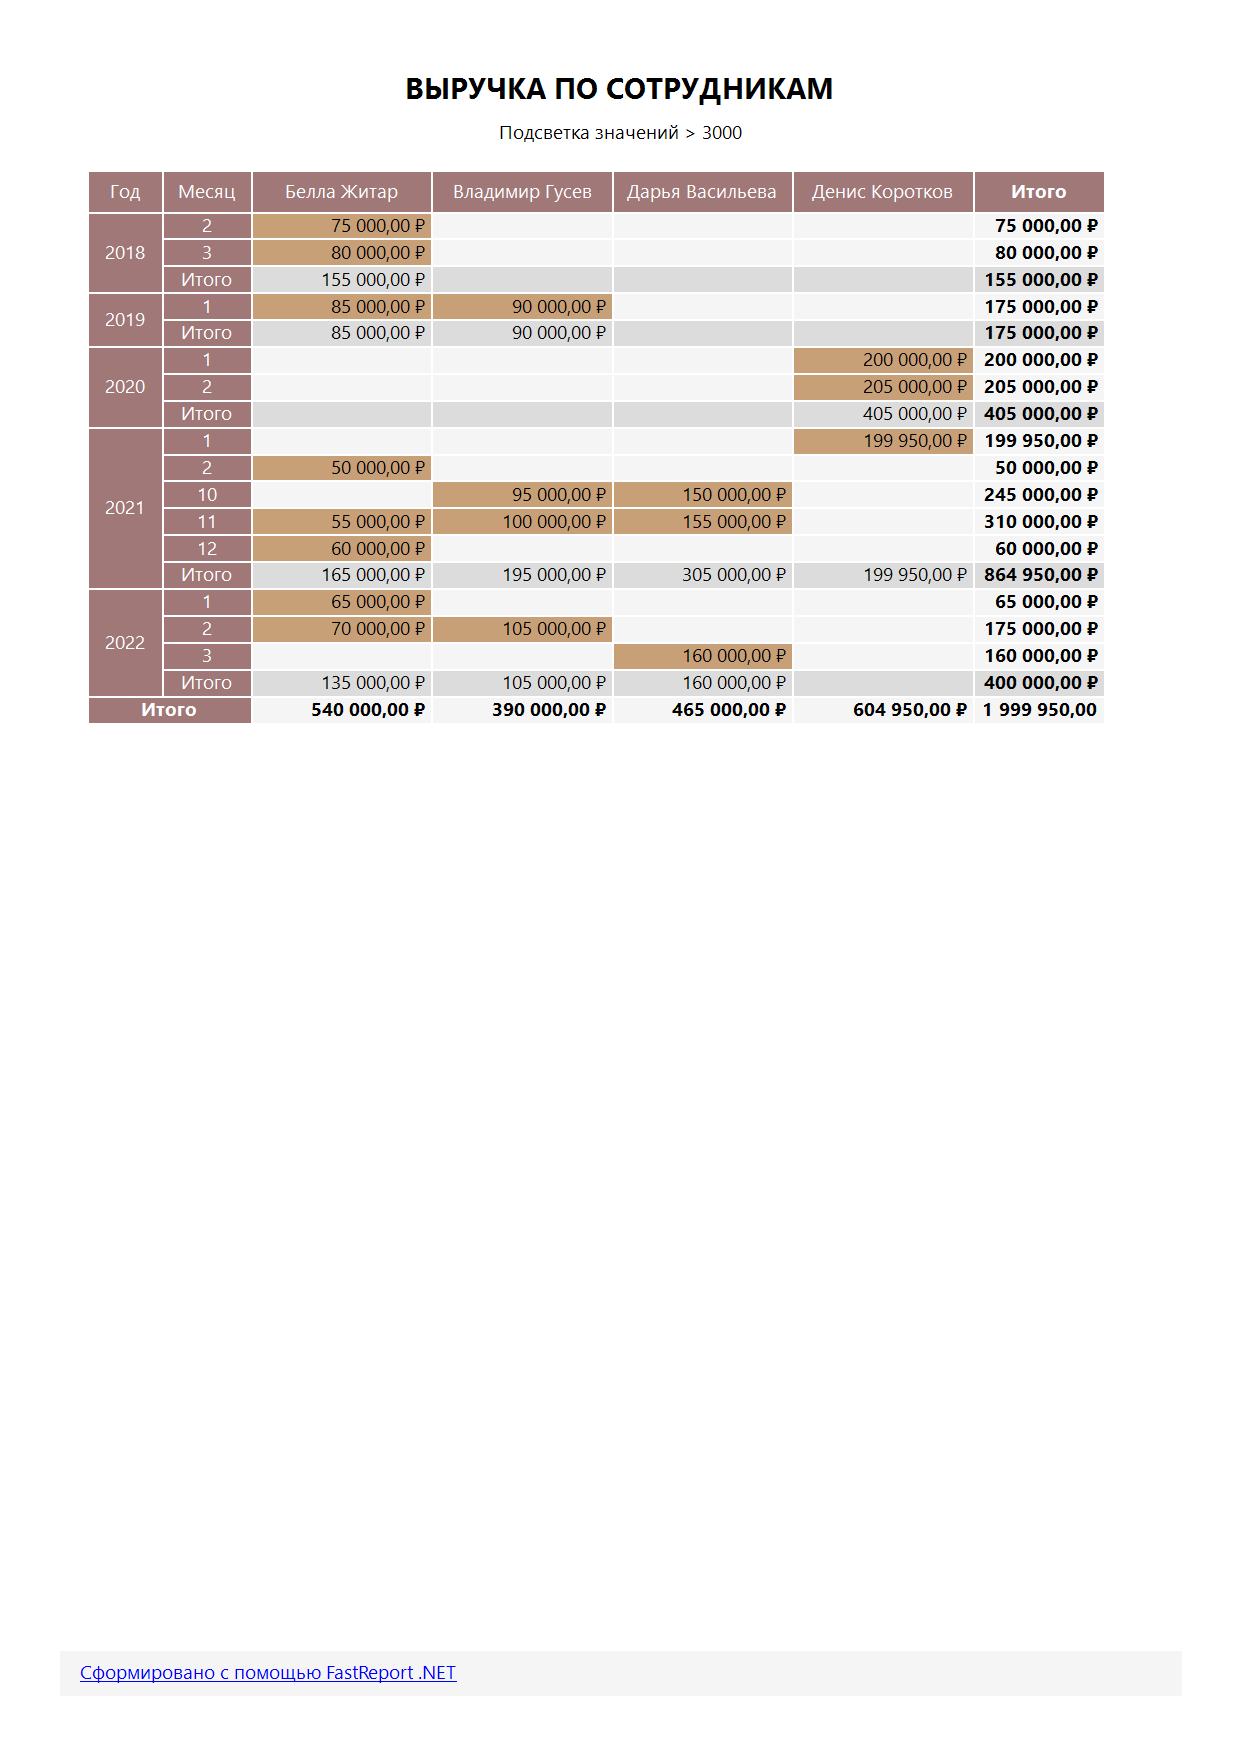 ВЫРУЧКА ПО СОТРУДНИКАМ
Подсветка значений > 3000
Год Месяц Белла Житар Владимир Гусев Дарья Васильева Денис Коротков Итого
2018 2 75 000,00 ₽ 75 000,00 ₽
3 80 000,00 ₽ 80 000,00 ₽
Итого 155 000,00 ₽ 155 000,00 ₽
2019 1 85 000,00 ₽ 90 000,00 ₽ 175 000,00 ₽
Итого 85 000,00 ₽ 90 000,00 ₽ 175 000,00 ₽
2020 1 200 000,00 ₽ 200 000,00 ₽
2 205 000,00 ₽ 205 000,00 ₽
Итого 405 000,00 ₽ 405 000,00 ₽
2021 1 199 950,00 ₽ 199 950,00 ₽
2 50 000,00 ₽ 50 000,00 ₽
10 95 000,00 ₽ 150 000,00 ₽ 245 000,00 ₽
11 55 000,00 ₽ 100 000,00 ₽ 155 000,00 ₽ 310 000,00 ₽
12 60 000,00 ₽ 60 000,00 ₽
Итого 165 000,00 ₽ 195 000,00 ₽ 305 000,00 ₽ 199 950,00 ₽ 864 950,00 ₽
2022 1 65 000,00 ₽ 65 000,00 ₽
2 70 000,00 ₽ 105 000,00 ₽ 175 000,00 ₽
3 160 000,00 ₽ 160 000,00 ₽
Итого 135 000,00 ₽ 105 000,00 ₽ 160 000,00 ₽ 400 000,00 ₽
Итого 540 000,00 ₽ 390 000,00 ₽ 465 000,00 ₽ 604 950,00 ₽ 1 999 950,00
Сформировано с помощью FastReport .NET